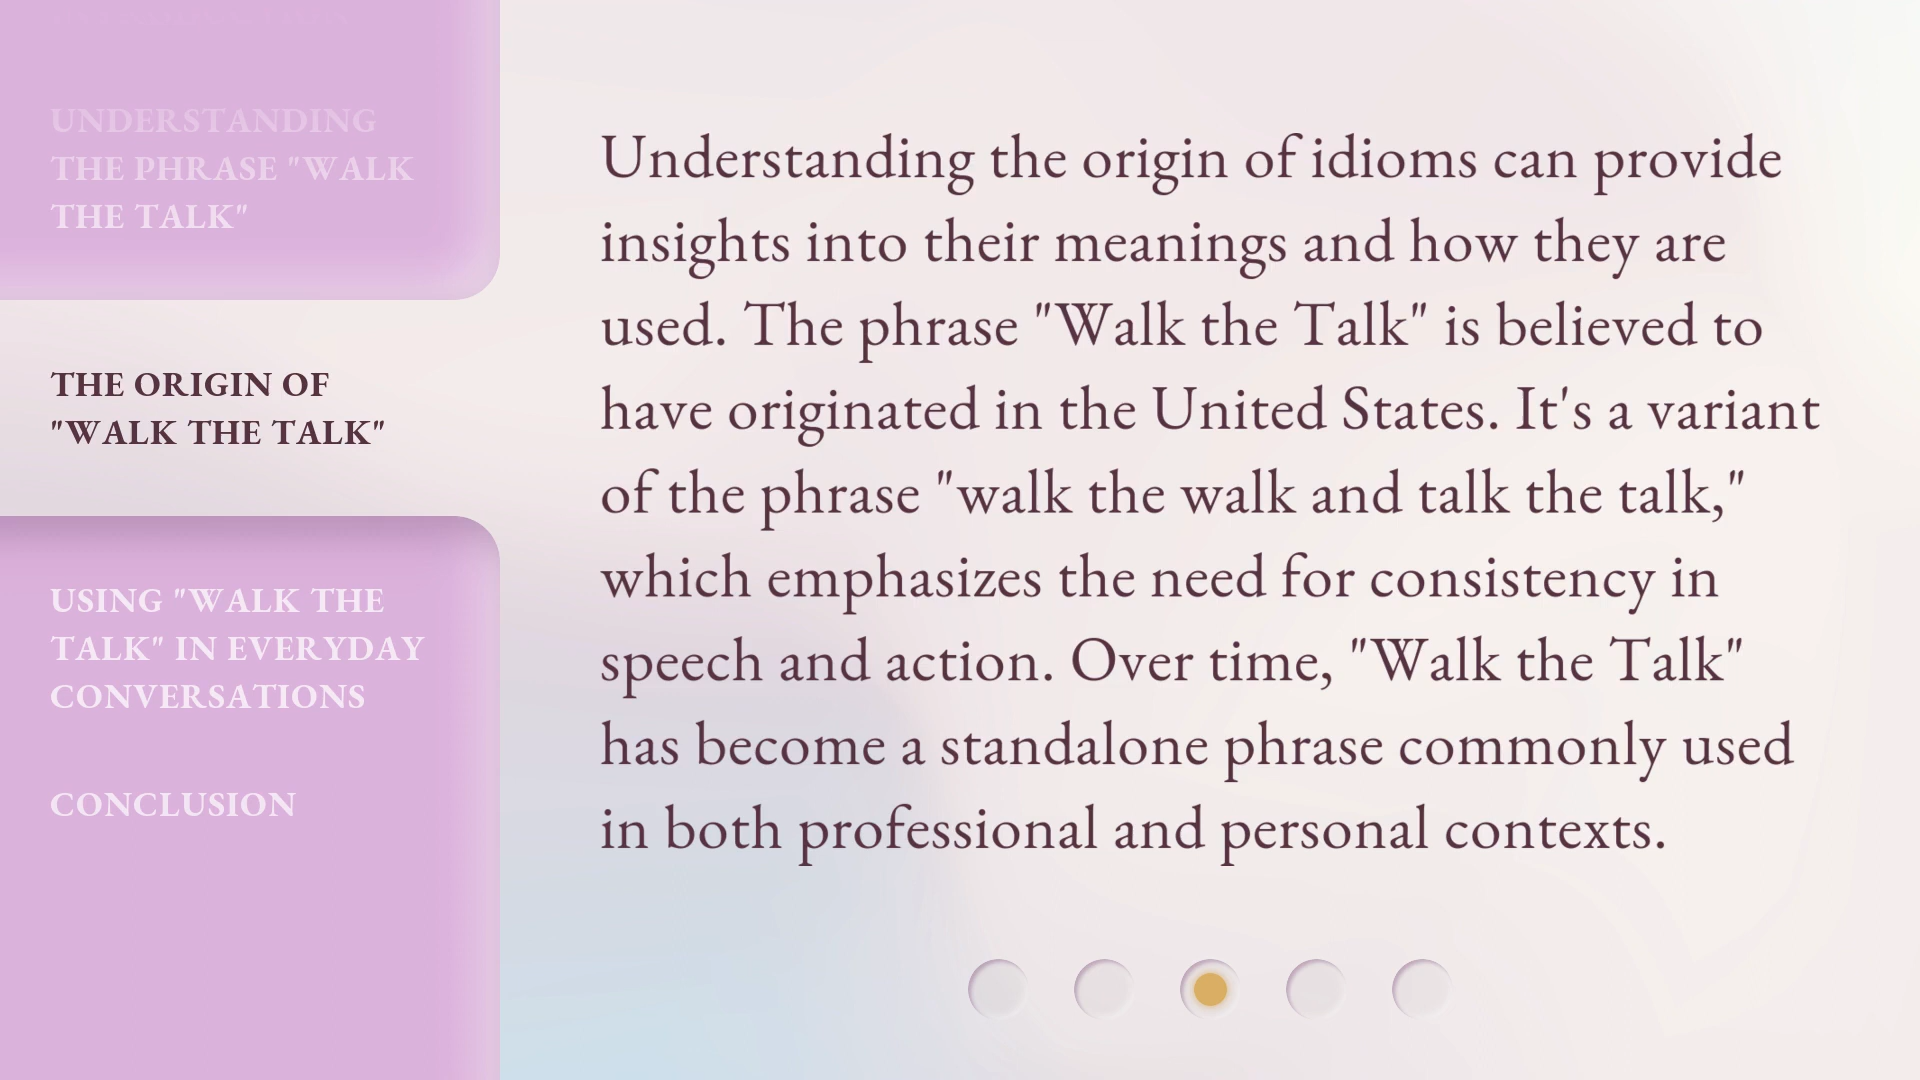 UNDERSTANDING
THE PHRASE "WALK
THE TALK"
THE ORIGIN OF
"WALK THE TALK"
USING "WALK THE
TALK" IN EVERYDAY
CONVERSATIONS
CONCLUSION
Understanding the origin of idioms can provide
insights into their meanings and how they are
used. The phrase "Walk the Talk" is believed to
have originated in the United States. It's a variant
of the phrase "walk the walk and talk the talk,"
which emphasizes the need for consistency in
speech and action. Over time, "Walk the Talk"
has become a standalone phrase commonly used
in both professional and personal contexts.